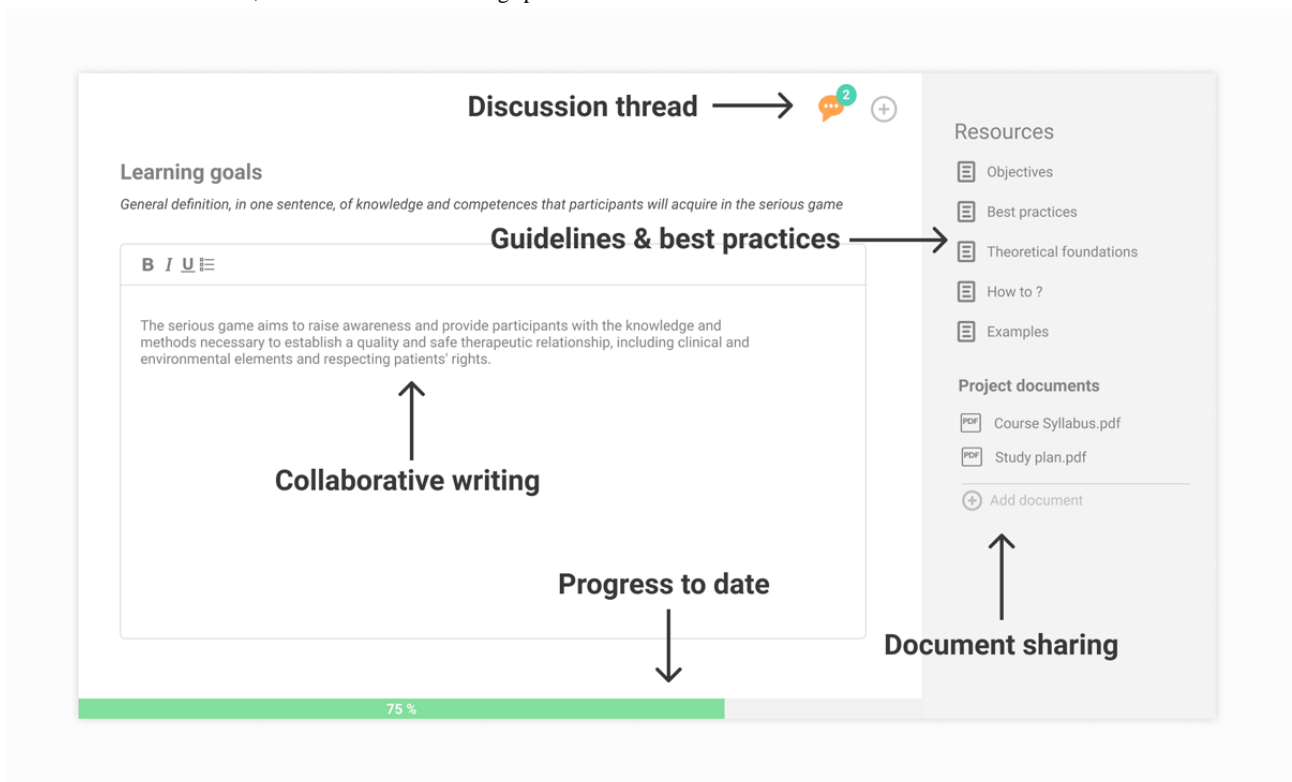 Discussion thread
2
Learning goals
General definition, in one sentence, of knowledge and competences that participants will acquire in the serious game
Guidelines & best practices
B I U
The serious game aims to raise awareness and provide participants with the knowledge and
methods necessary to establish a quality and safe therapeutic relationship, including clinical and
environmental elements and respecting patients' rights.
Collaborative writing
Progress to date
75 %
Resources
Objectives
Best practices
Theoretical foundations
How to ?
Examples
Project documents
PDF Course Syllabus.pdf
PDF Study plan.pdf
Add document
Document sharing